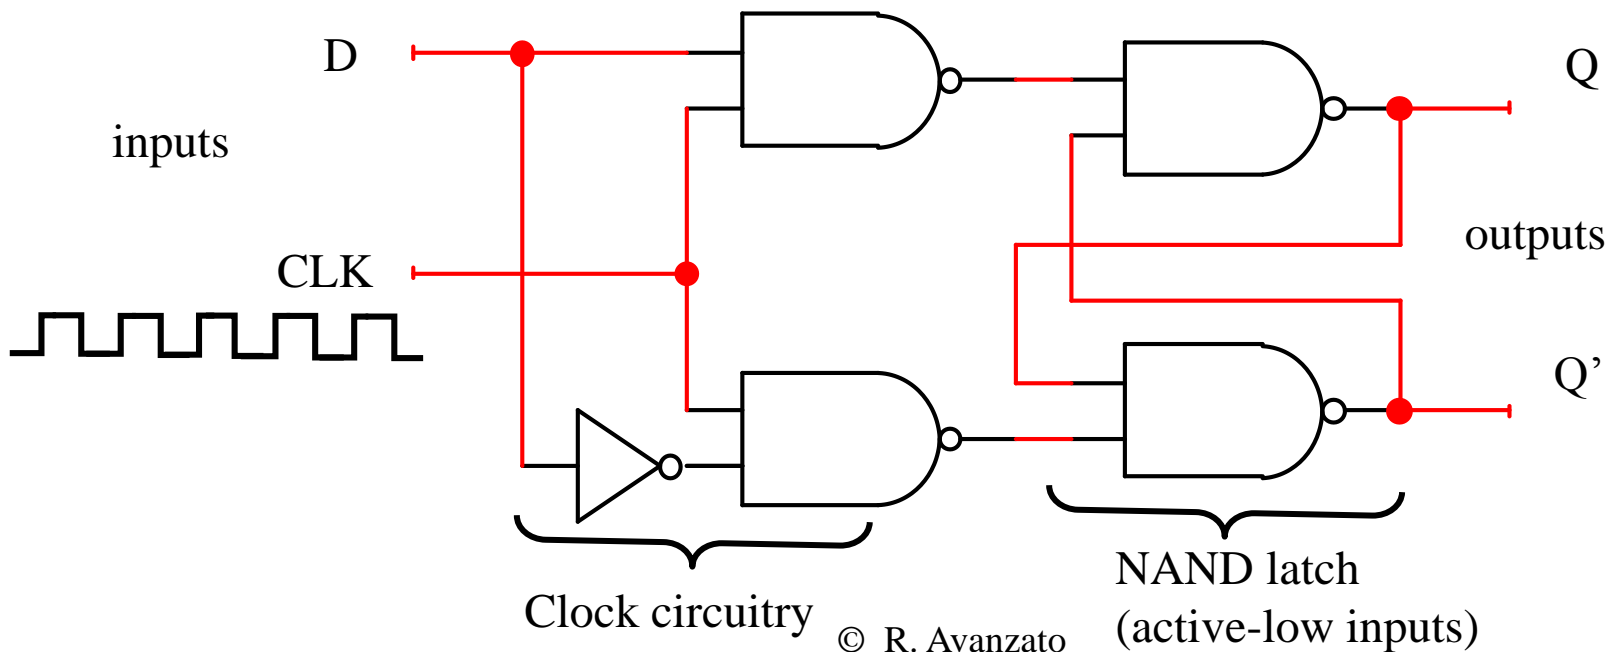 D
Q
inputs
outputs
CLK
Q’
Clock circuitry
NAND latch
(active-low inputs)
© R. Avanzato